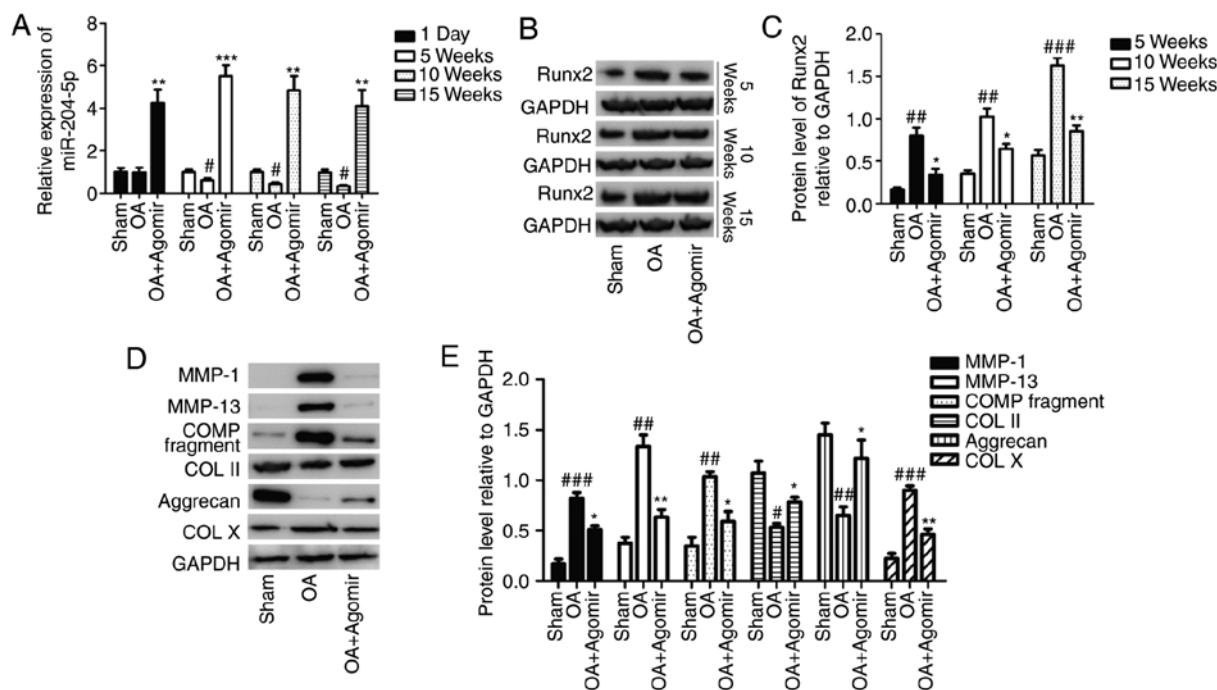 A
Relative expression of
miR-204-5p
8
6
4
2
0
**
***
#
**
#
**
#
Sham
OA
OA+Agomir
Sham
OA
OA+Agomir
Sham
OA
OA+Agomir
Sham
OA
OA+Agomir
1 Day
5 Weeks
10 Weeks
15 Weeks
B
Runx2
GAPDH
5
Weeks
Runx2
GAPDH
10
Weeks
Runx2
GAPDH
15
Weeks
Sham
OA
OA+Agomir
C
Protein level of Runx2
relative to GAPDH
2.0
1.5
1.0
0.5
0.0
##
*
##
*
###
**
Sham
OA
OA+Agomir
Sham
OA
OA+Agomir
Sham
OA
OA+Agomir
5 Weeks
10 Weeks
15 Weeks
D
MMP-1
MMP-13
COMP
fragment
COL II
Aggrecan
COL X
GAPDH
Sham
OA
OA+Agomir
E
Protein level relative to GAPDH
2.0
1.5
1.0
0.5
0.0
###
*
##
**
##
*
#
*
##
*
###
**
Sham
OA
OA+Agomir
Sham
OA
OA+Agomir
Sham
OA
OA+Agomir
Sham
OA
OA+Agomir
Sham
OA
OA+Agomir
Sham
OA
OA+Agomir
MMP-1
MMP-13
COMP fragment
COL II
Aggrecan
COL X